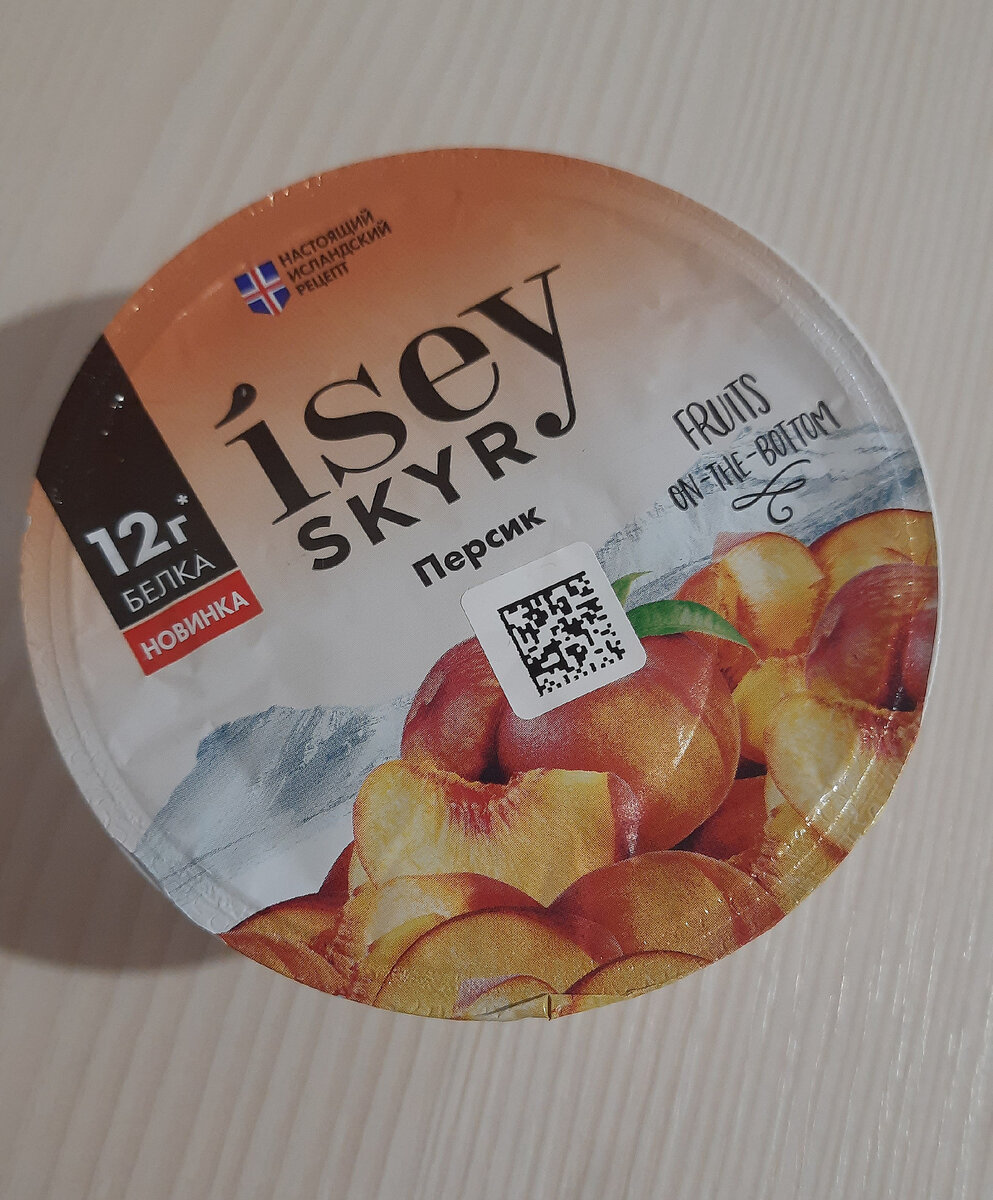 НАСТОЯЩИЙ
ИСЛАНДСКИЙ
РЕЦЕПТ
ísey
SKYR
Персик
FRUITS
ON-THE-BOTTOM
12г*
БЕЛКА
НОВИНКА